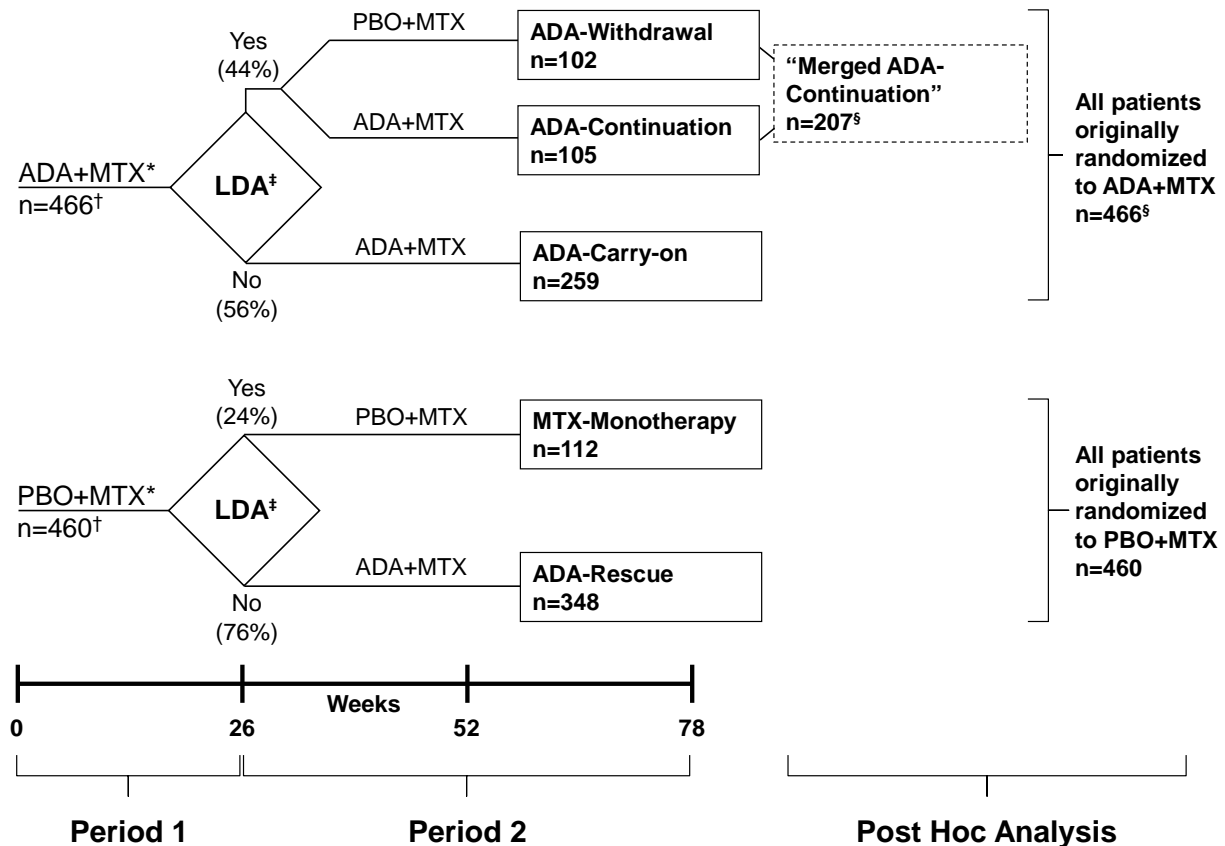 PBO+MTX
Yes
(44%)
ADA-Withdrawal
n=102
“Merged ADA-
Continuation”
n=207§
ADA+MTX
ADA-Continuation
n=105
ADA+MTX*
n=466†
LDA‡
ADA+MTX
ADA-Carry-on
n=259
No
(56%)
All patients
originally
randomized
to ADA+MTX
n=466§
Yes
(24%)
PBO+MTX
MTX-Monotherapy
n=112
PBO+MTX*
n=460†
LDA‡
ADA+MTX
ADA-Rescue
n=348
No
(76%)
All patients
originally
randomized
to PBO+MTX
n=460
Weeks
0 26 52 78
Period 1 Period 2 Post Hoc Analysis